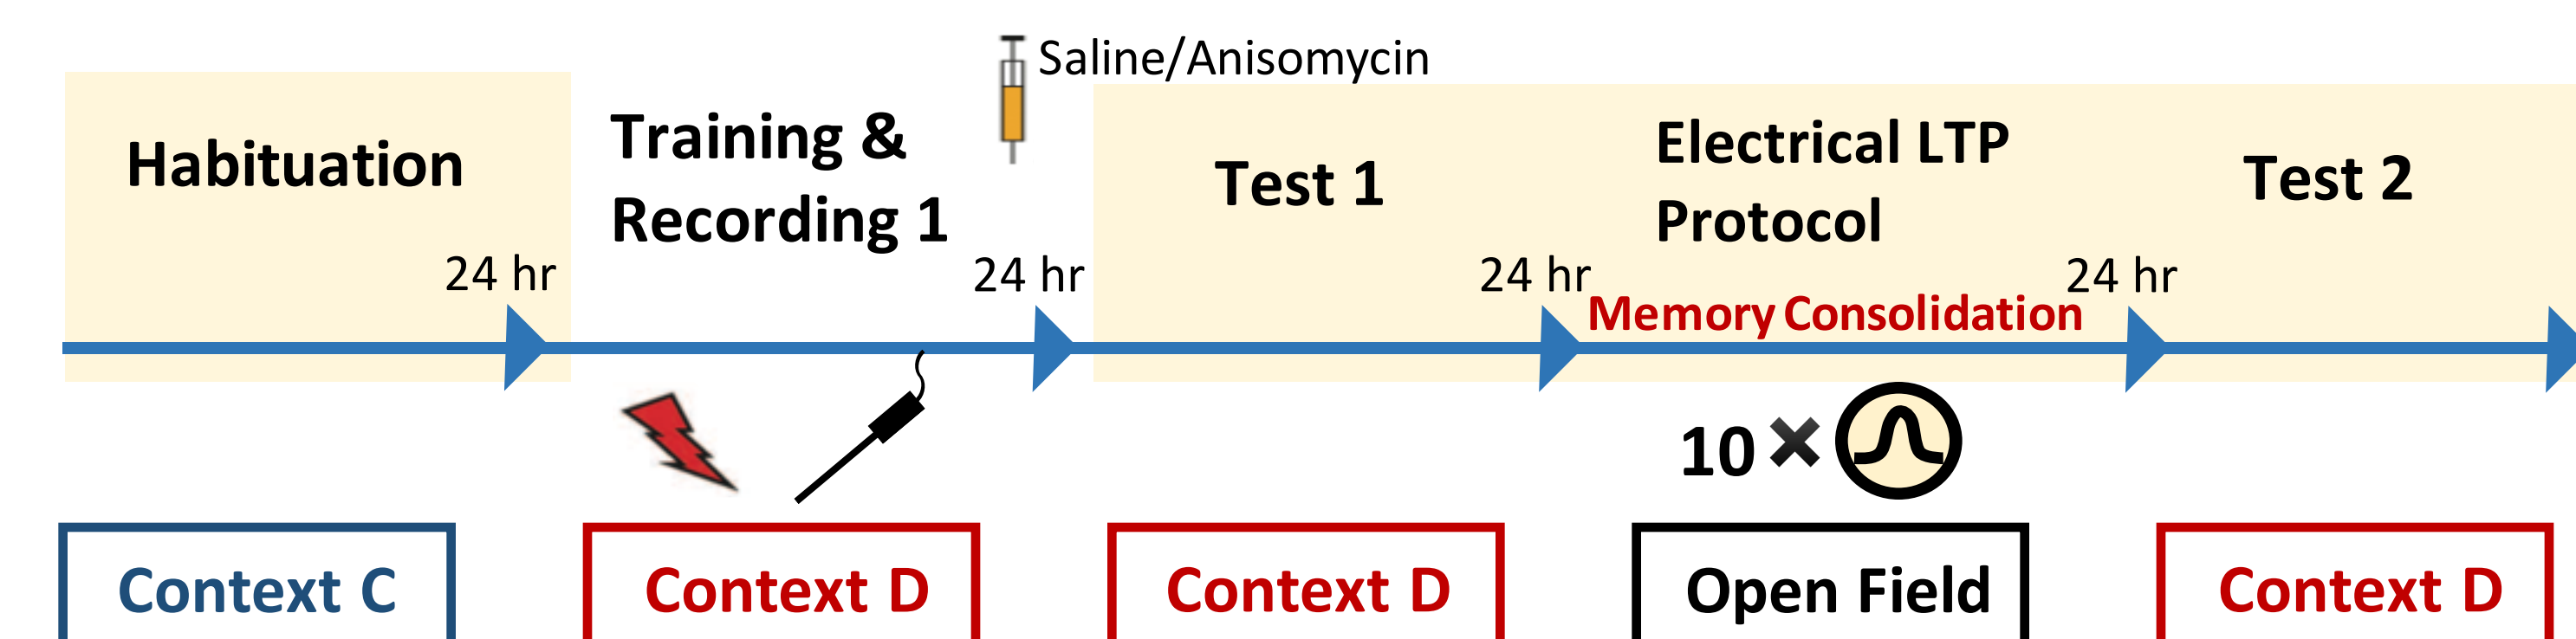 Saline/Anisomycin
Habituation
Training &
Recording 1
Test 1
Electrical LTP
Protocol
Test 2
24 hr
24 hr
24 hr
24 hr
Memory Consolidation
10 ×
Context C
Context D
Context D
Open Field
Context D